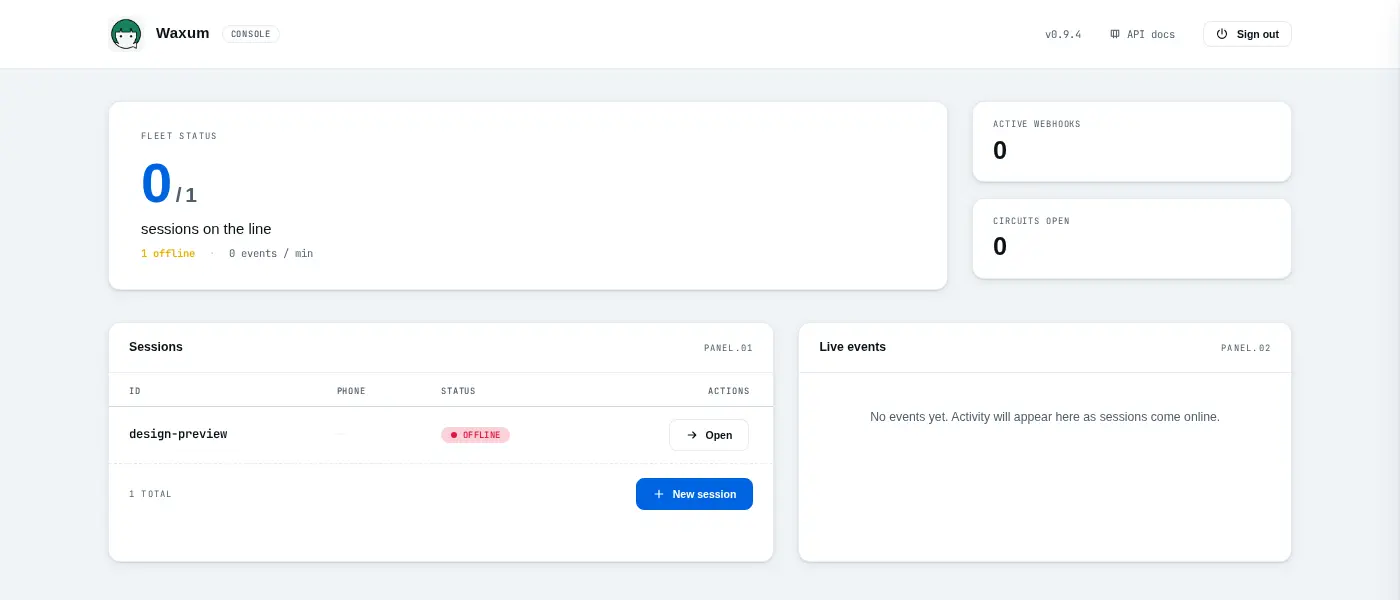 Waxum CONSOLE
v0.9.4 API docs Sign out
FLEET STATUS
0 / 1
sessions on the line
1 offline · 0 events / min
ACTIVE WEBHOOKS
0
CIRCUITS OPEN
0
Sessions PANEL.01
ID PHONE STATUS ACTIONS
design-preview — OFFLINE Open
1 TOTAL New session
Live events PANEL.02
No events yet. Activity will appear here as sessions come online.